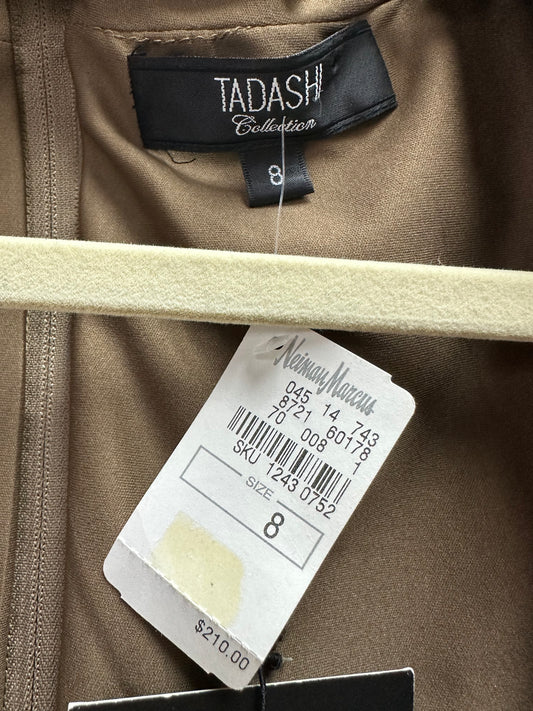 TADASHI
Collection
8
Neiman Marcus
045 14 743
8721 60178
70 008 1
SKU 1243 0752
SIZE
8
$210.00